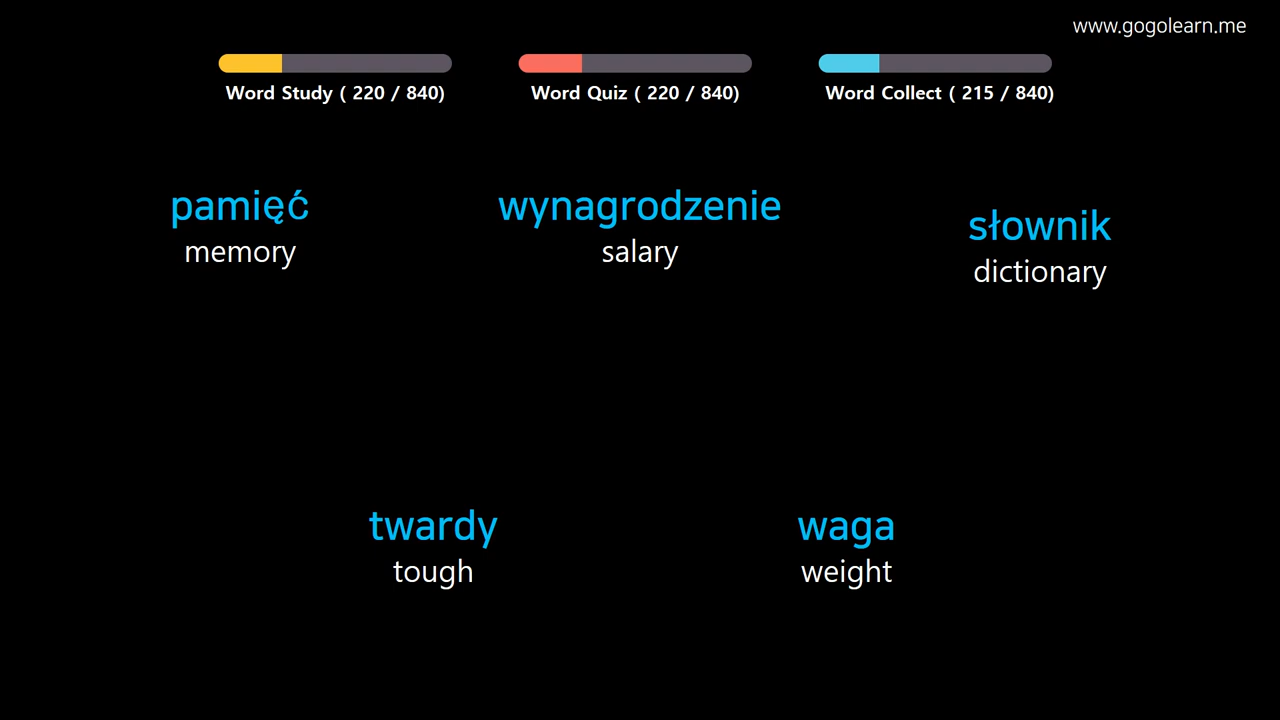 www.gogolearn.me
Word Study ( 220 / 840)
Word Quiz ( 220 / 840)
Word Collect ( 215 / 840)
pamięć
memory
wynagrodzenie
salary
słownik
dictionary
twardy
tough
waga
weight